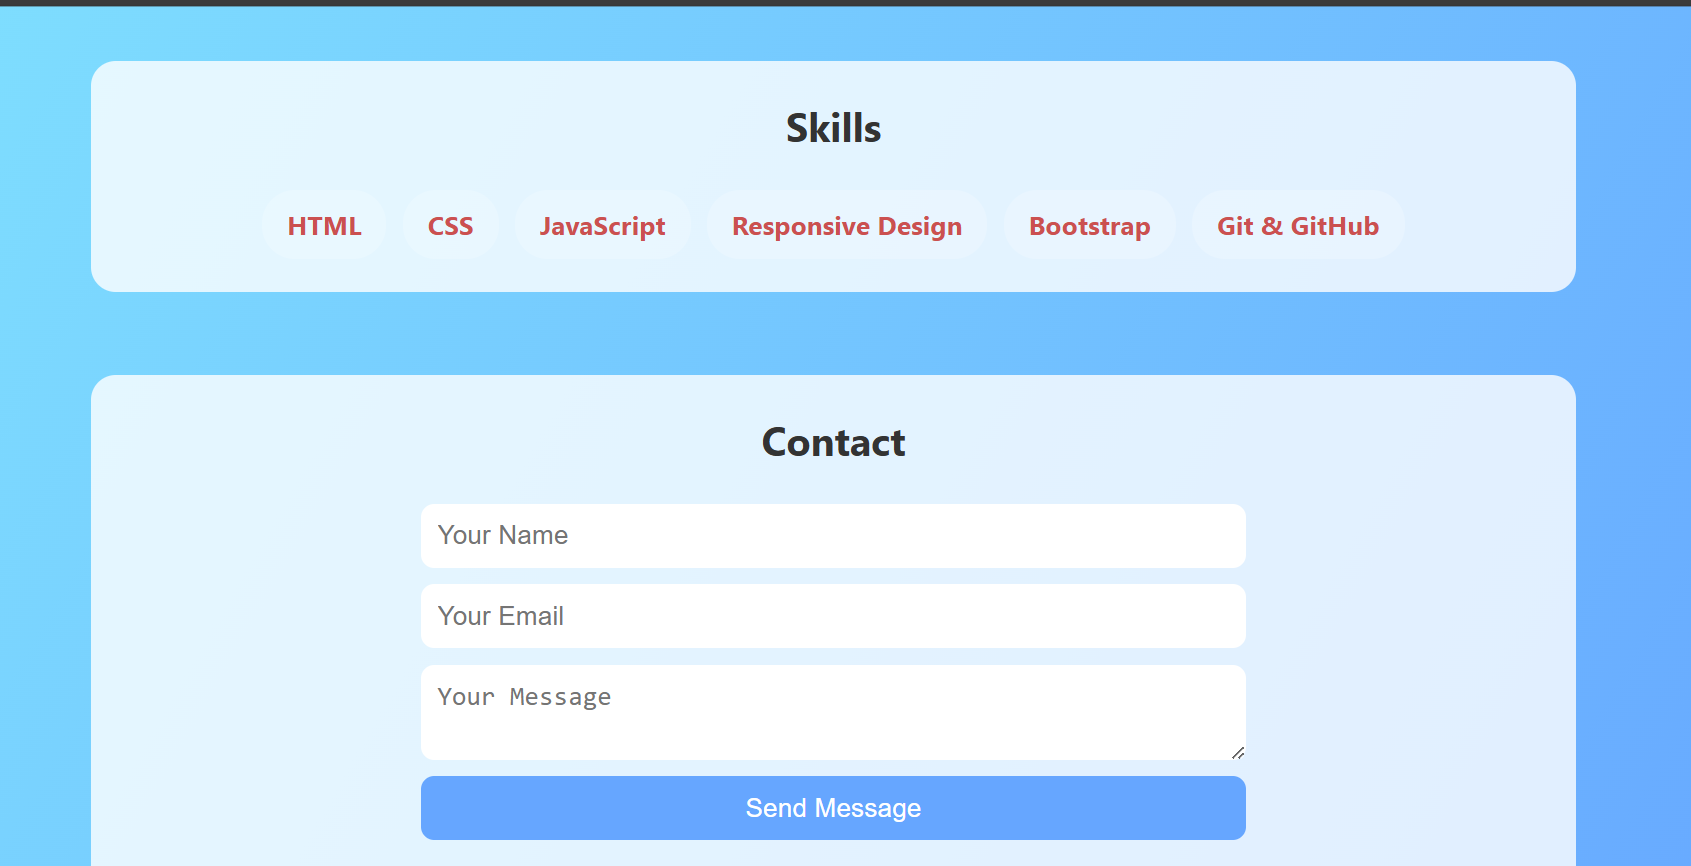 Skills
HTML CSS JavaScript Responsive Design Bootstrap Git & GitHub
Contact
Your Name
Your Email
Your Message
Send Message